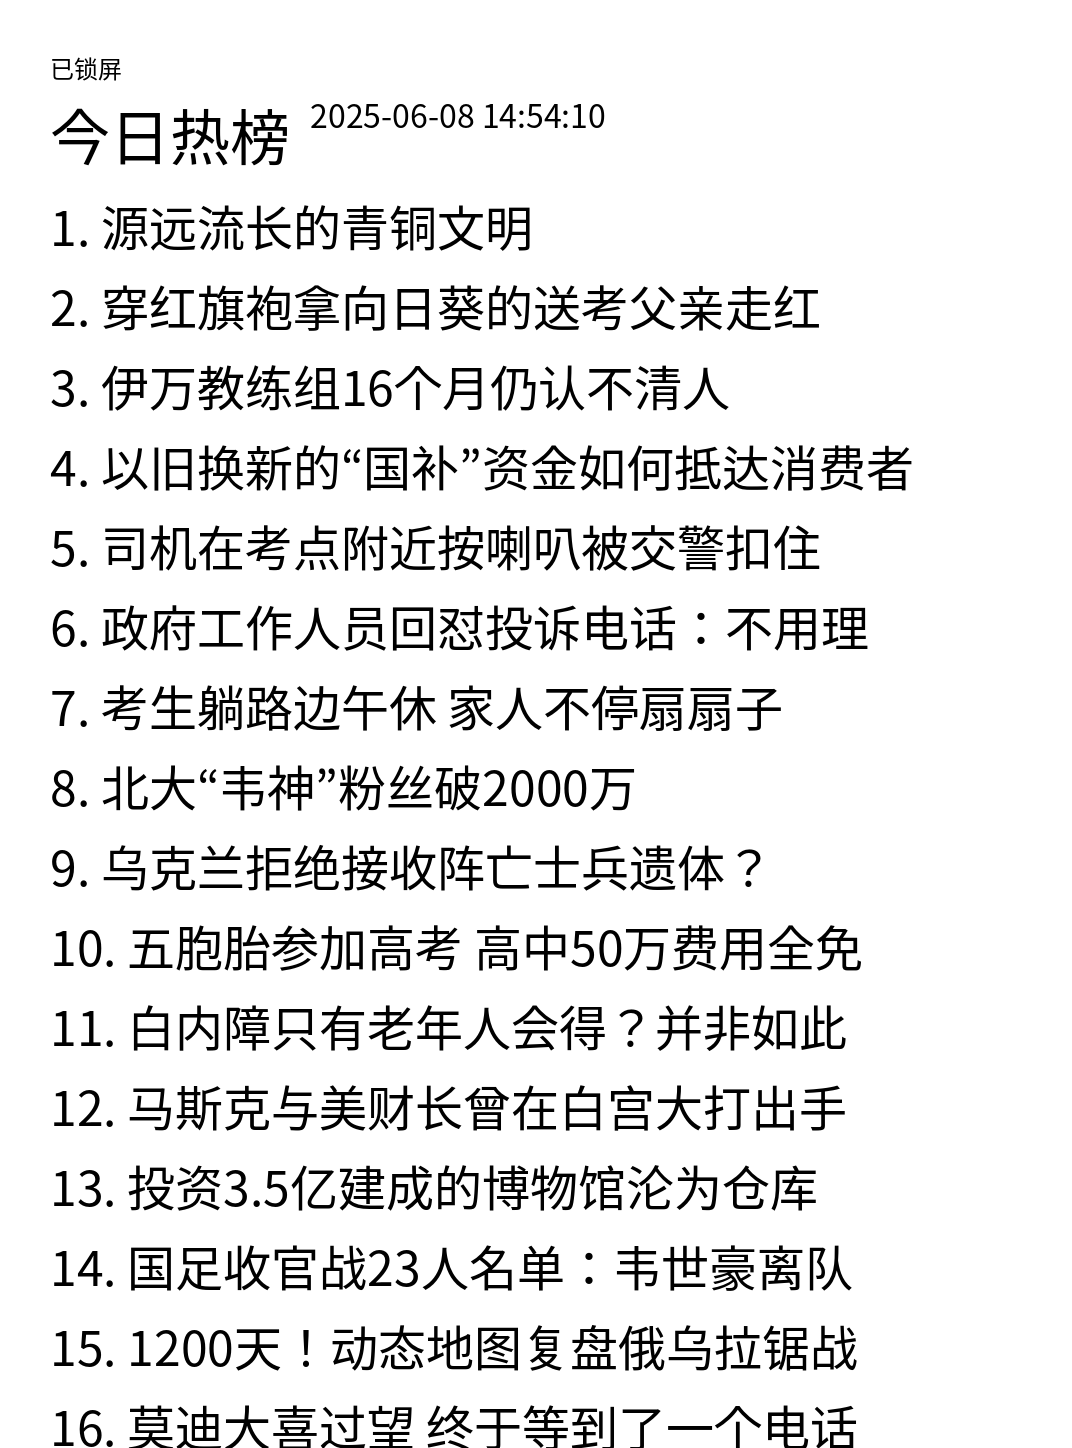 已锁屏
今日热榜 2025-06-08 14:54:10
1. 源远流长的青铜文明
2. 穿红旗袍拿向日葵的送考父亲走红
3. 伊万教练组16个月仍认不清人
4. 以旧换新的“国补”资金如何抵达消费者
5. 司机在考点附近按喇叭被交警扣住
6. 政府工作人员回怼投诉电话：不用理
7. 考生躺路边午休 家人不停扇扇子
8. 北大“韦神”粉丝破2000万
9. 乌克兰拒绝接收阵亡士兵遗体？
10. 五胞胎参加高考 高中50万费用全免
11. 白内障只有老年人会得？并非如此
12. 马斯克与美财长曾在白宫大打出手
13. 投资3.5亿建成的博物馆沦为仓库
14. 国足收官战23人名单：韦世豪离队
15. 1200天！动态地图复盘俄乌拉锯战
16. 莫迪大喜过望 终于等到了一个电话